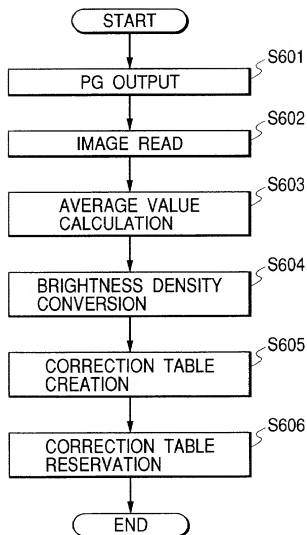 START
S601
PG OUTPUT
S602
IMAGE READ
S603
AVERAGE VALUE
CALCULATION
S604
BRIGHTNESS DENSITY
CONVERSION
S605
CORRECTION TABLE
CREATION
S606
CORRECTION TABLE
RESERVATION
END